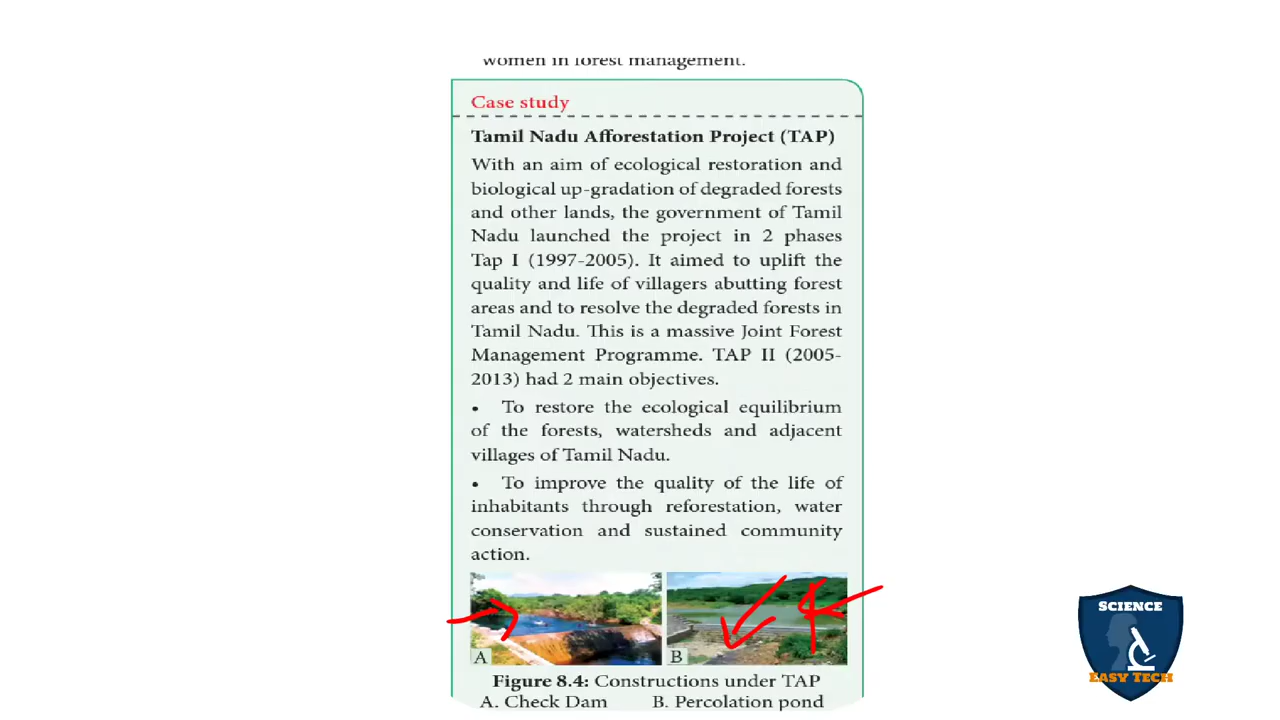 women in forest management.
Case study
Tamil Nadu Afforestation Project (TAP)
With an aim of ecological restoration and
biological up-gradation of degraded forests
and other lands, the government of Tamil
Nadu launched the project in 2 phases
Tap I (1997-2005). It aimed to uplift the
quality and life of villagers abutting forest
areas and to resolve the degraded forests in
Tamil Nadu. This is a massive Joint Forest
Management Programme. TAP II (2005-
2013) had 2 main objectives.
• To restore the ecological equilibrium
of the forests, watersheds and adjacent
villages of Tamil Nadu.
• To improve the quality of the life of
inhabitants through reforestation, water
conservation and sustained community
action.
A B
Figure 8.4: Constructions under TAP
A. Check Dam B. Percolation pond
SCIENCE
EASY TECH